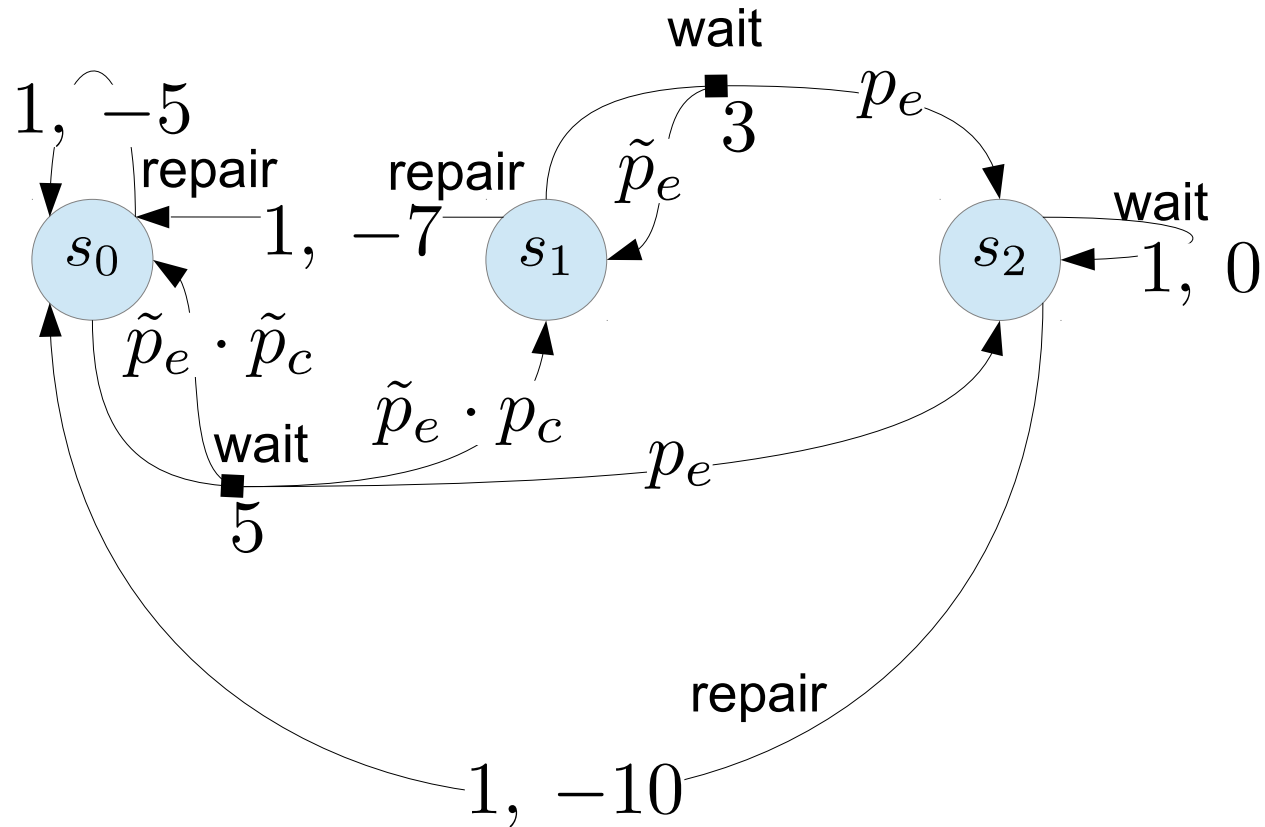 wait
1, −5
p_e
3
repair
repair
p̃_e
1, −7
wait
s_0
s_1
s_2
1, 0
p̃_e · p̃_c
p̃_e · p_c
wait
p_e
5
repair
1, −10